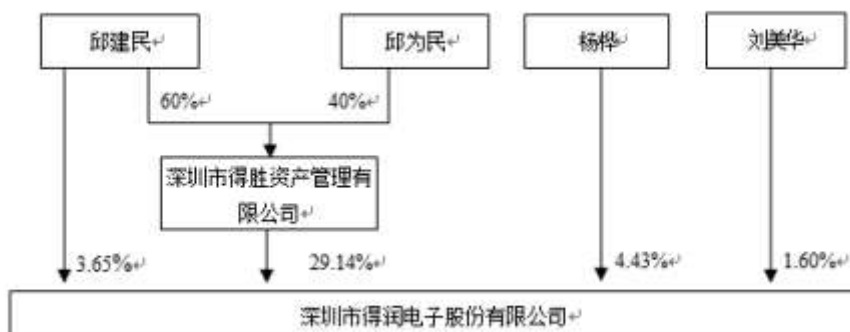 邱建民
邱为民
杨桦
刘美华
60%
40%
深圳市得胜资产管理有
限公司
3.65%
29.14%
4.43%
1.60%
深圳市得润电子股份有限公司